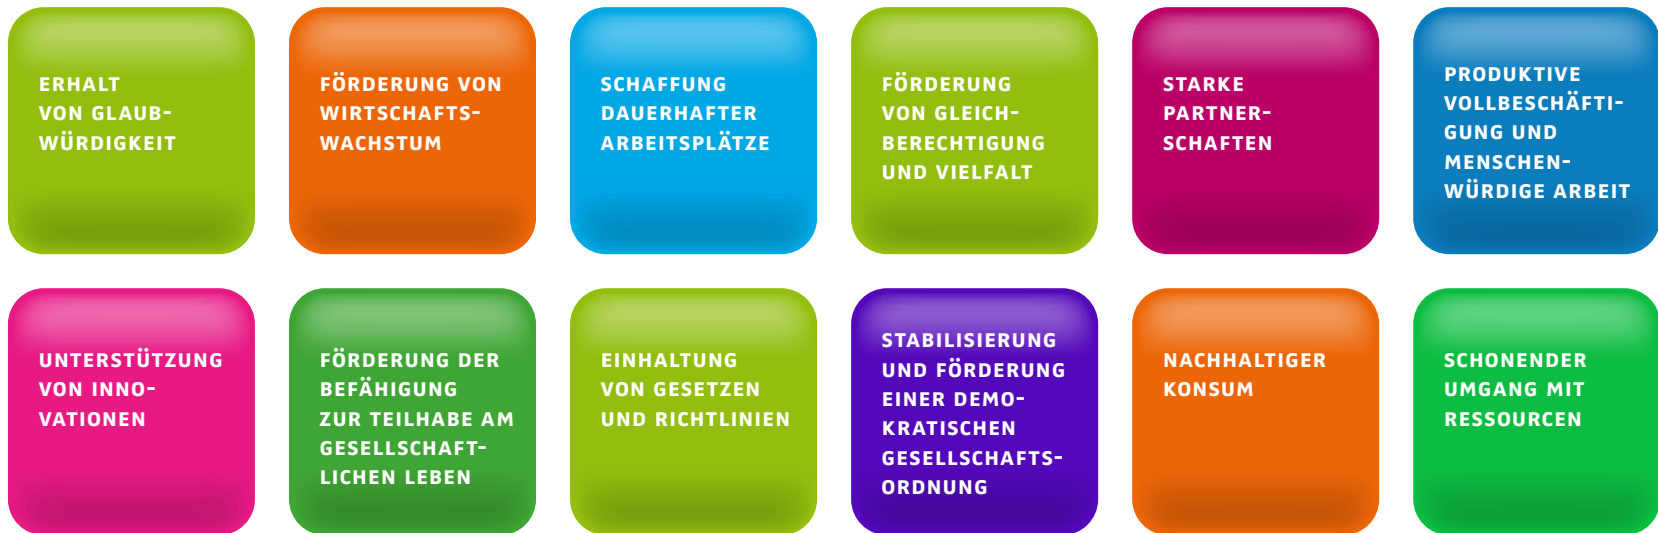 ERHALT
VON GLAUB-
WÜRDIGKEIT
FÖRDERUNG VON
WIRTSCHAFTS-
WACHSTUM
SCHAFFUNG
DAUERHAFTER
ARBEITSPLÄTZE
FÖRDERUNG
VON GLEICH-
BERECHTIGUNG
UND VIELFALT
STARKE
PARTNER-
SCHAFTEN
PRODUKTIVE
VOLLBESCHÄFTI-
GUNG UND
MENSCHEN-
WÜRDIGE ARBEIT
UNTERSTÜTZUNG
VON INNO-
VATIONEN
FÖRDERUNG DER
BEFÄHIGUNG
ZUR TEILHABE AM
GESELLSCHAFT-
LICHEN LEBEN
EINHALTUNG
VON GESETZEN
UND RICHTLINIEN
STABILISIERUNG
UND FÖRDERUNG
EINER DEMO-
KRATISCHEN
GESELLSCHAFTS-
ORDNUNG
NACHHALTIGER
KONSUM
SCHONENDER
UMGANG MIT
RESSOURCEN